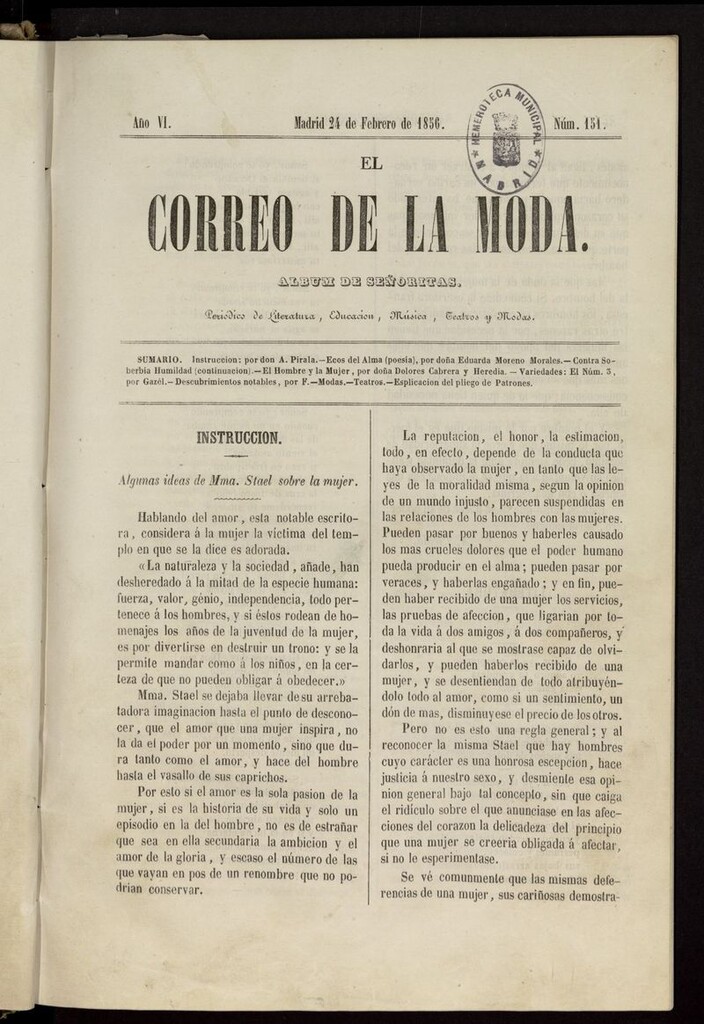 Año VI.
Madrid 24 de Febrero de 1856.
Núm. 151.
HEMEROTECA MUNICIPAL
MADRID
EL
CORREO DE LA MODA.
ALBUM DE SEÑORITAS.
Periódico de Literatura, Educacion, Música, Teatros y Modas.
SUMARIO. Instruccion: por don A. Pirala.—Ecos del Alma (poesía), por doña Eduarda Moreno Morales.—Contra So-
berbia Humildad (continuacion).—El Hombre y la Mujer, por doña Dolores Cabrera y Heredia. — Variedades: El Núm. 3,
por Gazél.—Descubrimientos notables, por F.—Modas.—Teatros.—Esplicacion del pliego de Patrones.
INSTRUCCION.
Algunas ideas de Mma. Stael sobre la mujer.
Hablando del amor, esta notable escrito-
ra, considera á la mujer la víctima del tem-
plo en que se la dice es adorada.
«La naturaleza y la sociedad, añade, han
desheredado á la mitad de la especie humana:
fuerza, valor, génio, independencia, todo per-
tenece á los hombres, y si éstos rodean de ho-
menajes los años de la juventud de la mujer,
es por divertirse en destruir un trono: y se la
permite mandar como á los niños, en la cer-
teza de que no pueden obligar á obedecer.»
Mma. Stael se dejaba llevar de su arreba-
tadora imaginacion hasta el punto de descono-
cer, que el amor que una mujer inspira, no
la da el poder por un momento, sino que du-
ra tanto como el amor, y hace del hombre
hasta el vasallo de sus caprichos.
Por esto si el amor es la sola pasion de la
mujer, si es la historia de su vida y solo un
episodio en la del hombre, no es de estrañar
que sea en ella secundaria la ambicion y el
amor de la gloria, y escaso el número de las
que vayan en pos de un renombre que no po-
drian conservar.
La reputacion, el honor, la estimacion,
todo, en efecto, depende de la conducta que
haya observado la mujer, en tanto que las le-
yes de la moralidad misma, segun la opinion
de un mundo injusto, parecen suspendidas en
las relaciones de los hombres con las mujeres.
Pueden pasar por buenos y haberles causado
los mas crueles dolores que el poder humano
pueda producir en el alma; pueden pasar por
veraces, y haberlas engañado; y en fin, pue-
den haber recibido de una mujer los servicios,
las pruebas de afeccion, que ligarian por to-
da la vida á dos amigos, á dos compañeros, y
deshonraria al que se mostrase capaz de olvi-
darlos, y pueden haberlos recibido de una
mujer, y se desentiendan de todo atribuyén-
dolo todo al amor, como si un sentimiento, un
dón de mas, disminuyese el precio de los otros.
Pero no es esto una regla general; y al
reconocer la misma Stael que hay hombres
cuyo carácter es una honrosa escepcion, hace
justicia á nuestro sexo, y desmiente esa opi-
nion general bajo tal concepto, sin que caiga
el ridículo sobre el que anunciase en las afec-
ciones del corazon la delicadeza del principio
que una mujer se creeria obligada á afectar,
si no le esperimentase.
Se vé comunmente que las mismas defe-
rencias de una mujer, sus cariñosas demostra-